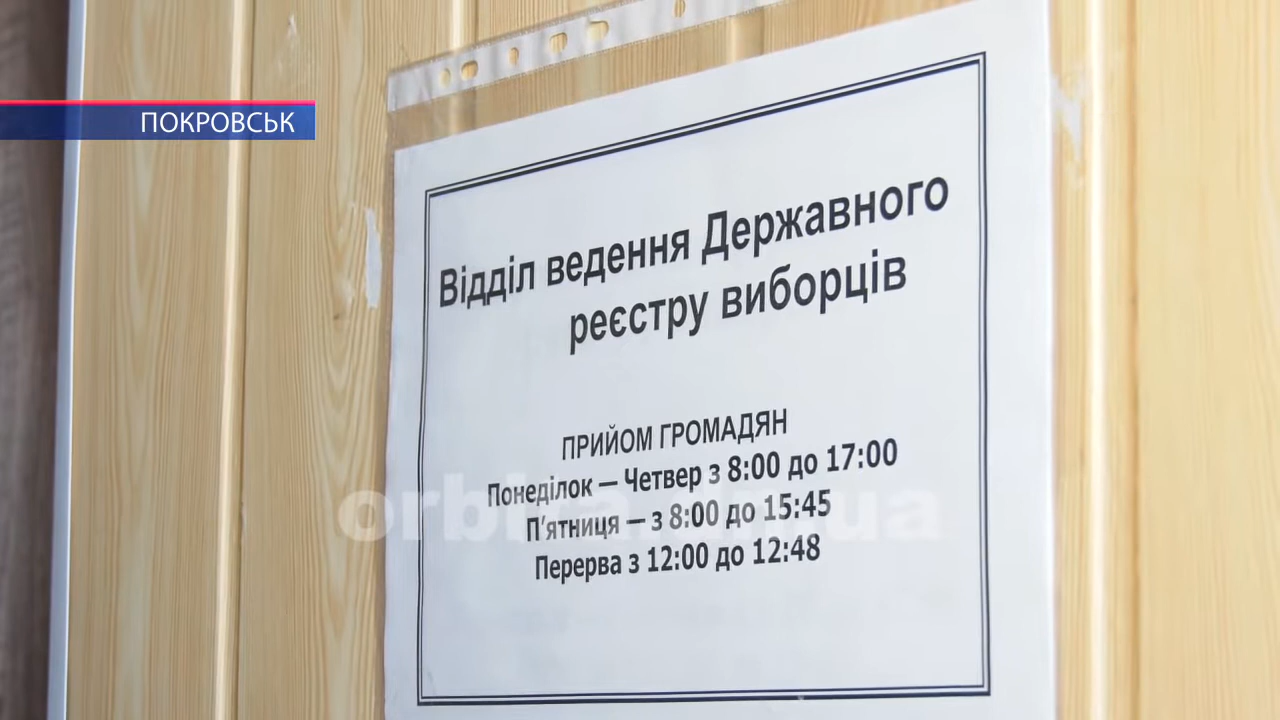 ПОКРОВСЬК
Відділ ведення Державного
реєстру виборців
ПРИЙОМ ГРОМАДЯН
Понеділок — Четвер з 8:00 до 17:00
П'ятниця — з 8:00 до 15:45
Перерва з 12:00 до 12:48
orbita.dn.ua